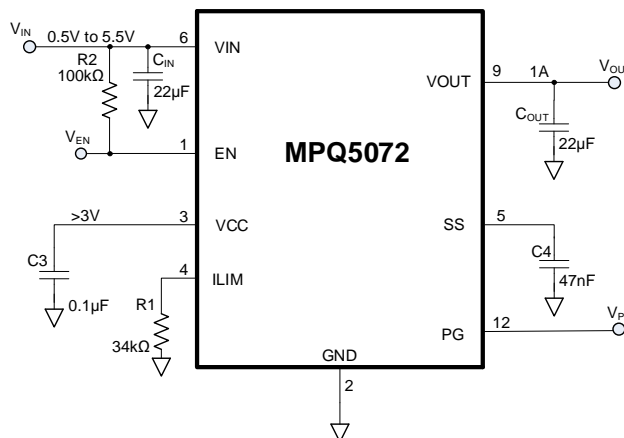 VIN
0.5V to 5.5V
6
VIN
R2
100kΩ
CIN
22µF
9
1A
VOU
VOUT
COUT
22µF
VEN
1
EN
MPQ5072
>3V
3
VCC
5
SS
C3
0.1µF
4
ILIM
C4
47nF
R1
34kΩ
12
PG
VP
GND
2